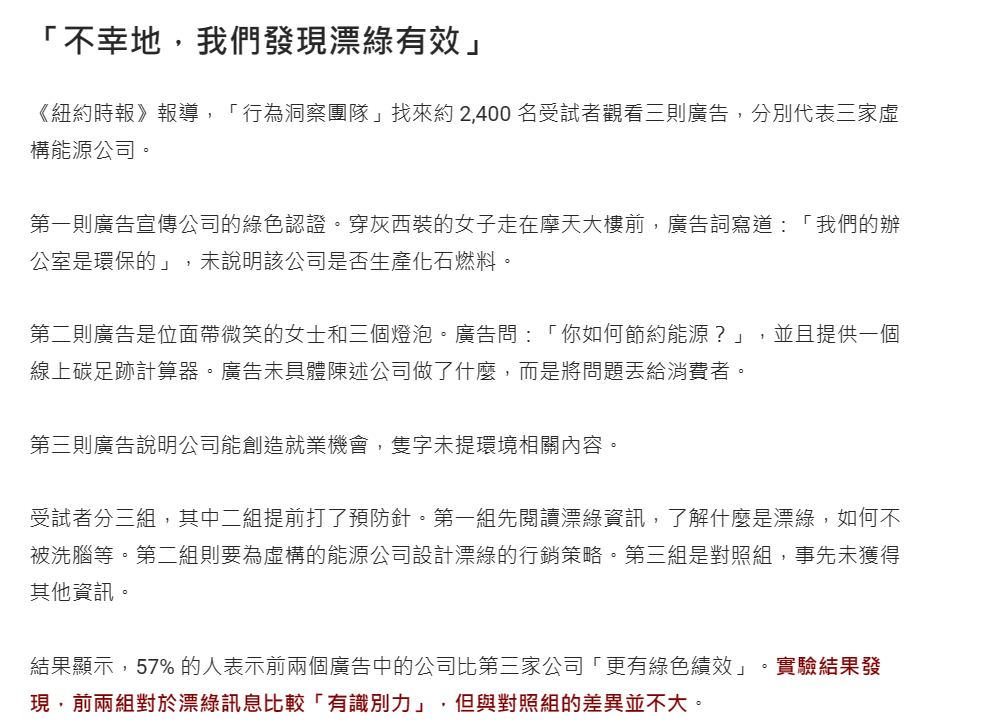 「不幸地，我們發現漂綠有效」
《紐約時報》報導，「行為洞察團隊」找來約 2,400 名受試者觀看三則廣告，分別代表三家虛
構能源公司。
第一則廣告宣傳公司的綠色認證。穿灰西裝的女子走在摩天大樓前，廣告詞寫道：「我們的辦
公室是環保的」，未說明該公司是否生產化石燃料。
第二則廣告是位面帶微笑的女士和三個燈泡。廣告問：「你如何節約能源？」，並且提供一個
線上碳足跡計算器。廣告未具體陳述公司做了什麼，而是將問題丟給消費者。
第三則廣告說明公司能創造就業機會，隻字未提環境相關內容。
受試者分三組，其中二組提前打了預防針。第一組先閱讀漂綠資訊，了解什麼是漂綠，如何不
被洗腦等。第二組則要為虛構的能源公司設計漂綠的行銷策略。第三組是對照組，事先未獲得
其他資訊。
結果顯示，57% 的人表示前兩個廣告中的公司比第三家公司「更有綠色績效」。實驗結果發
現，前兩組對於漂綠訊息比較「有識別力」，但與對照組的差異並不大。